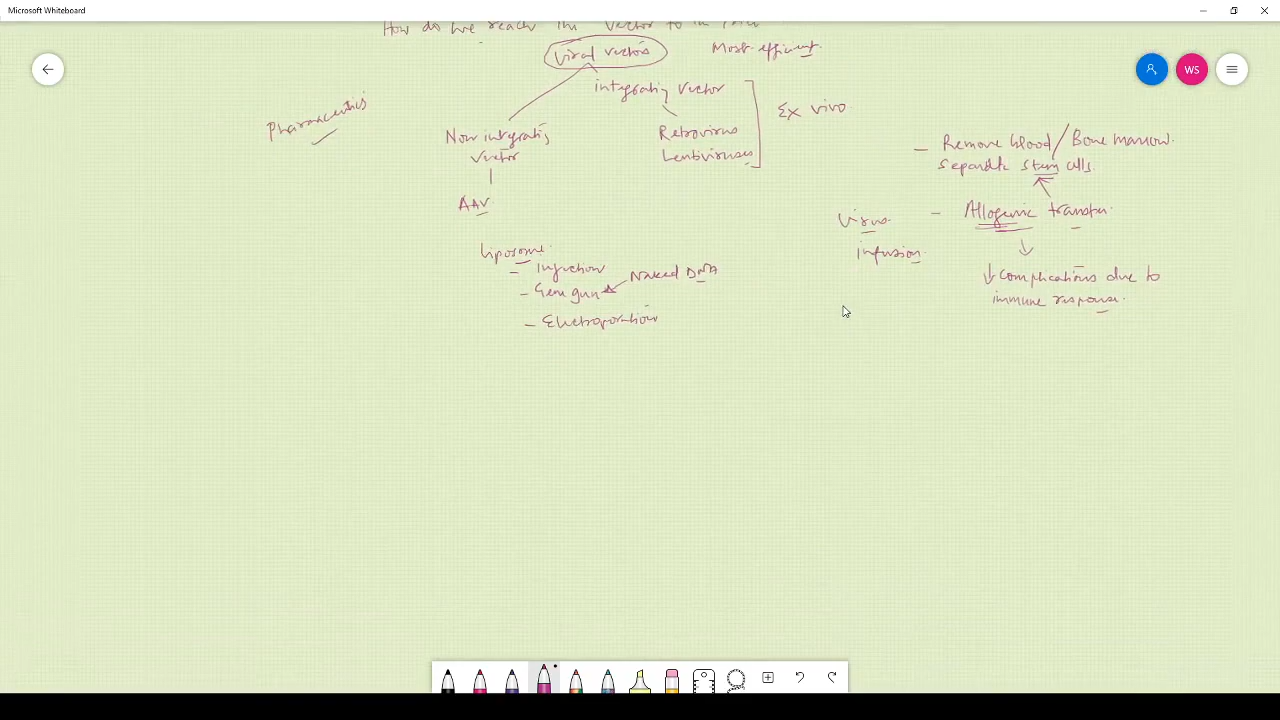 Microsoft Whiteboard
How do we reach the vector to
Viral vectors
Most efficient
WS
integrating vector
Pharmaceutics
Ex vivo
Non integrating
vector
Retrovirus
Lentiviruses
- Remove blood / Bone marrow.
Separate stem cells.
AAV
Virus
infusion
- Allogenic transfer
↓ Complications due to
immune response.
Liposome
- Injection
- Gene gun
Naked DNA
- Electroporation